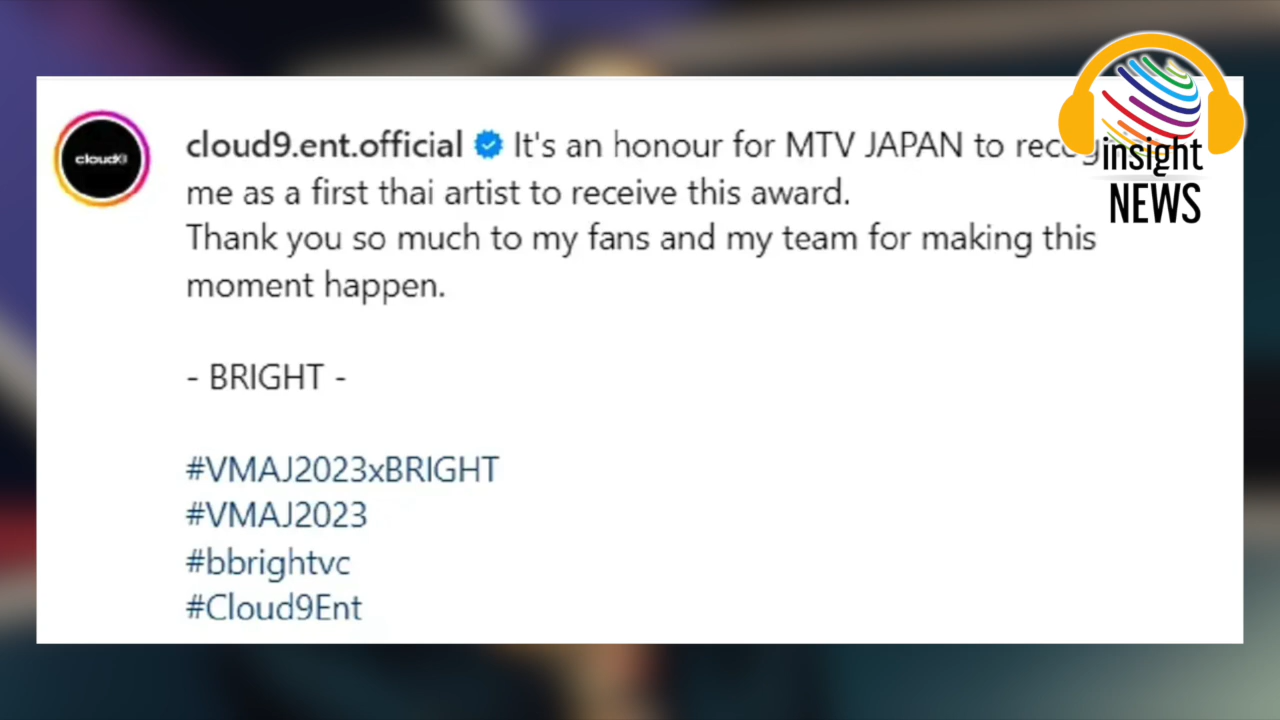 cloud9
cloud9.ent.official It's an honour for MTV JAPAN to
me as a first thai artist to receive this award.
Thank you so much to my fans and my team for making this
moment happen.
- BRIGHT -
#VMAJ2023xBRIGHT
#VMAJ2023
#bbrightvc
#Cloud9Ent
insight
NEWS